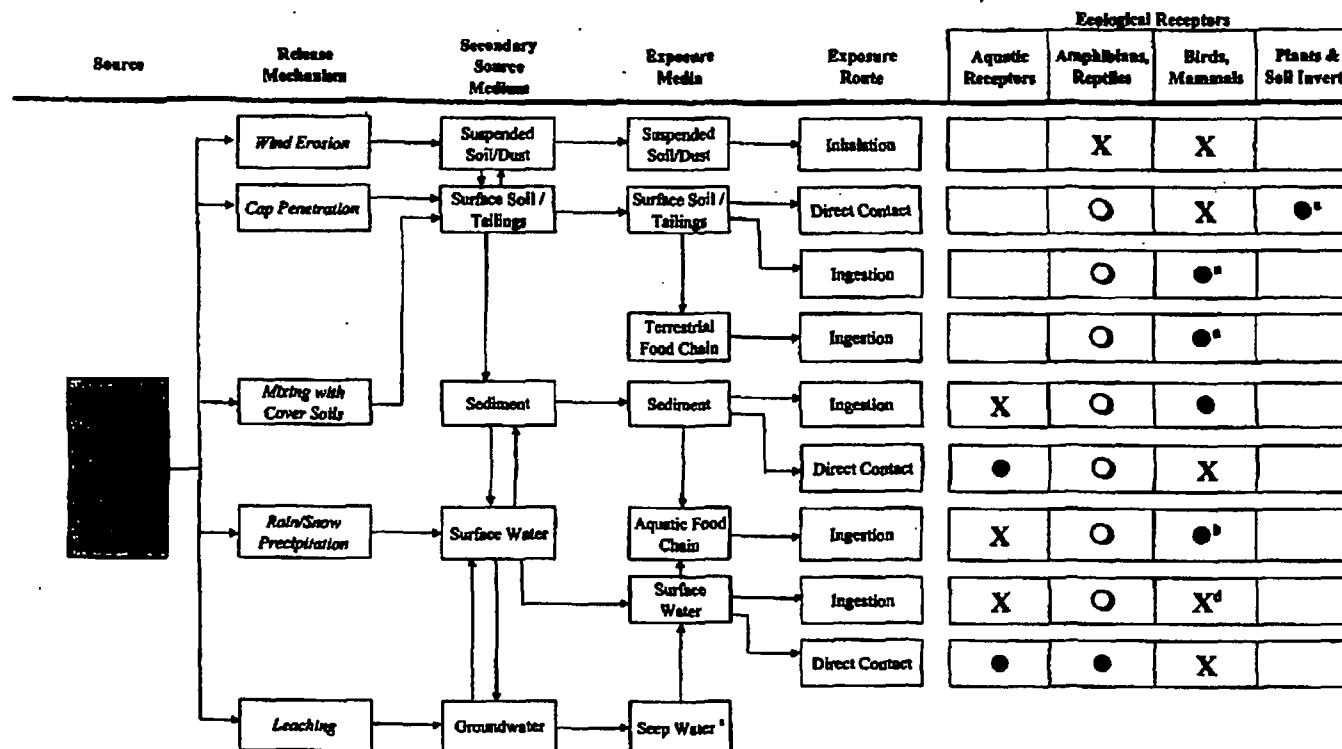 Ecological Receptors
Source
Release
Mechanism
Secondary
Source
Medium
Exposure
Media
Exposure
Route
Aquatic
Receptors
Amphibians,
Reptiles
Birds,
Mammals
Plants &
Soil Invert
Wind Erosion
Suspended
Soil/Dust
Suspended
Soil/Dust
Inhalation
X
X
Cap Penetration
Surface Soil /
Tailings
Surface Soil /
Tailings
Direct Contact
X
a
Ingestion
a
Terrestrial
Food Chain
Ingestion
a
Mixing with
Cover Soils
Sediment
Sediment
Ingestion
X
Direct Contact
X
Rain/Snow
Precipitation
Surface Water
Aquatic Food
Chain
Ingestion
X
b
Surface
Water
Ingestion
X
Xd
Direct Contact
X
Leaching
Groundwater
Seep Water